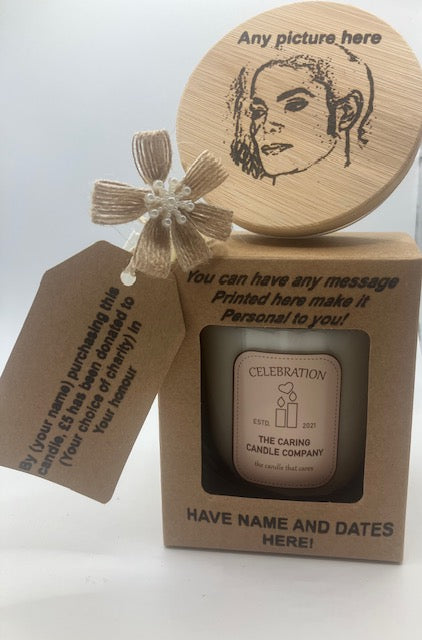 Any picture here
You can have any message
Printed here make it
Personal to you!
CELEBRATION
ESTD. 2021
THE CARING
CANDLE COMPANY
the candle that cares
HAVE NAME AND DATES
HERE!
By (your name) purchasing this
candle, £5 has been donated to
(Your choice of charity) in
Your honour